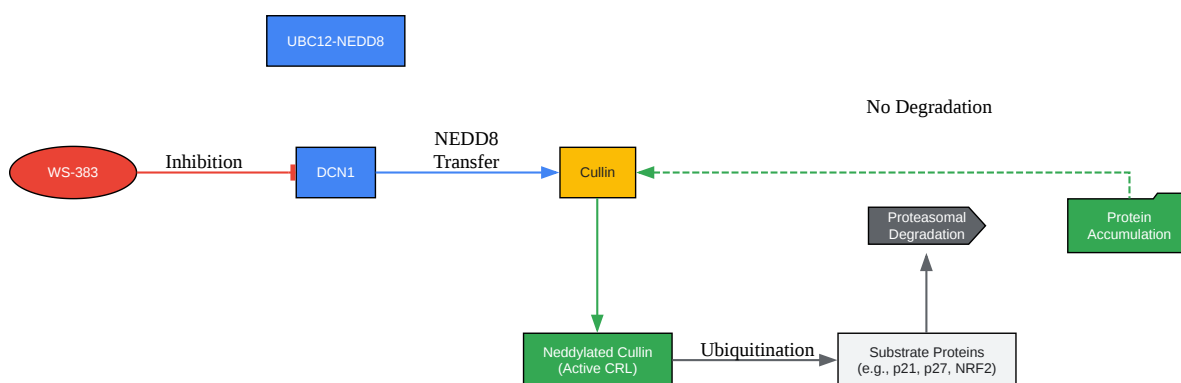 UBC12-NEDD8
No Degradation
NEDD8
Transfer
WS-383
Inhibition
DCN1
Cullin
Proteasomal
Degradation
Protein
Accumulation
Neddylated Cullin
(Active CRL)
Ubiquitination
Substrate Proteins
(e.g., p21, p27, NRF2)